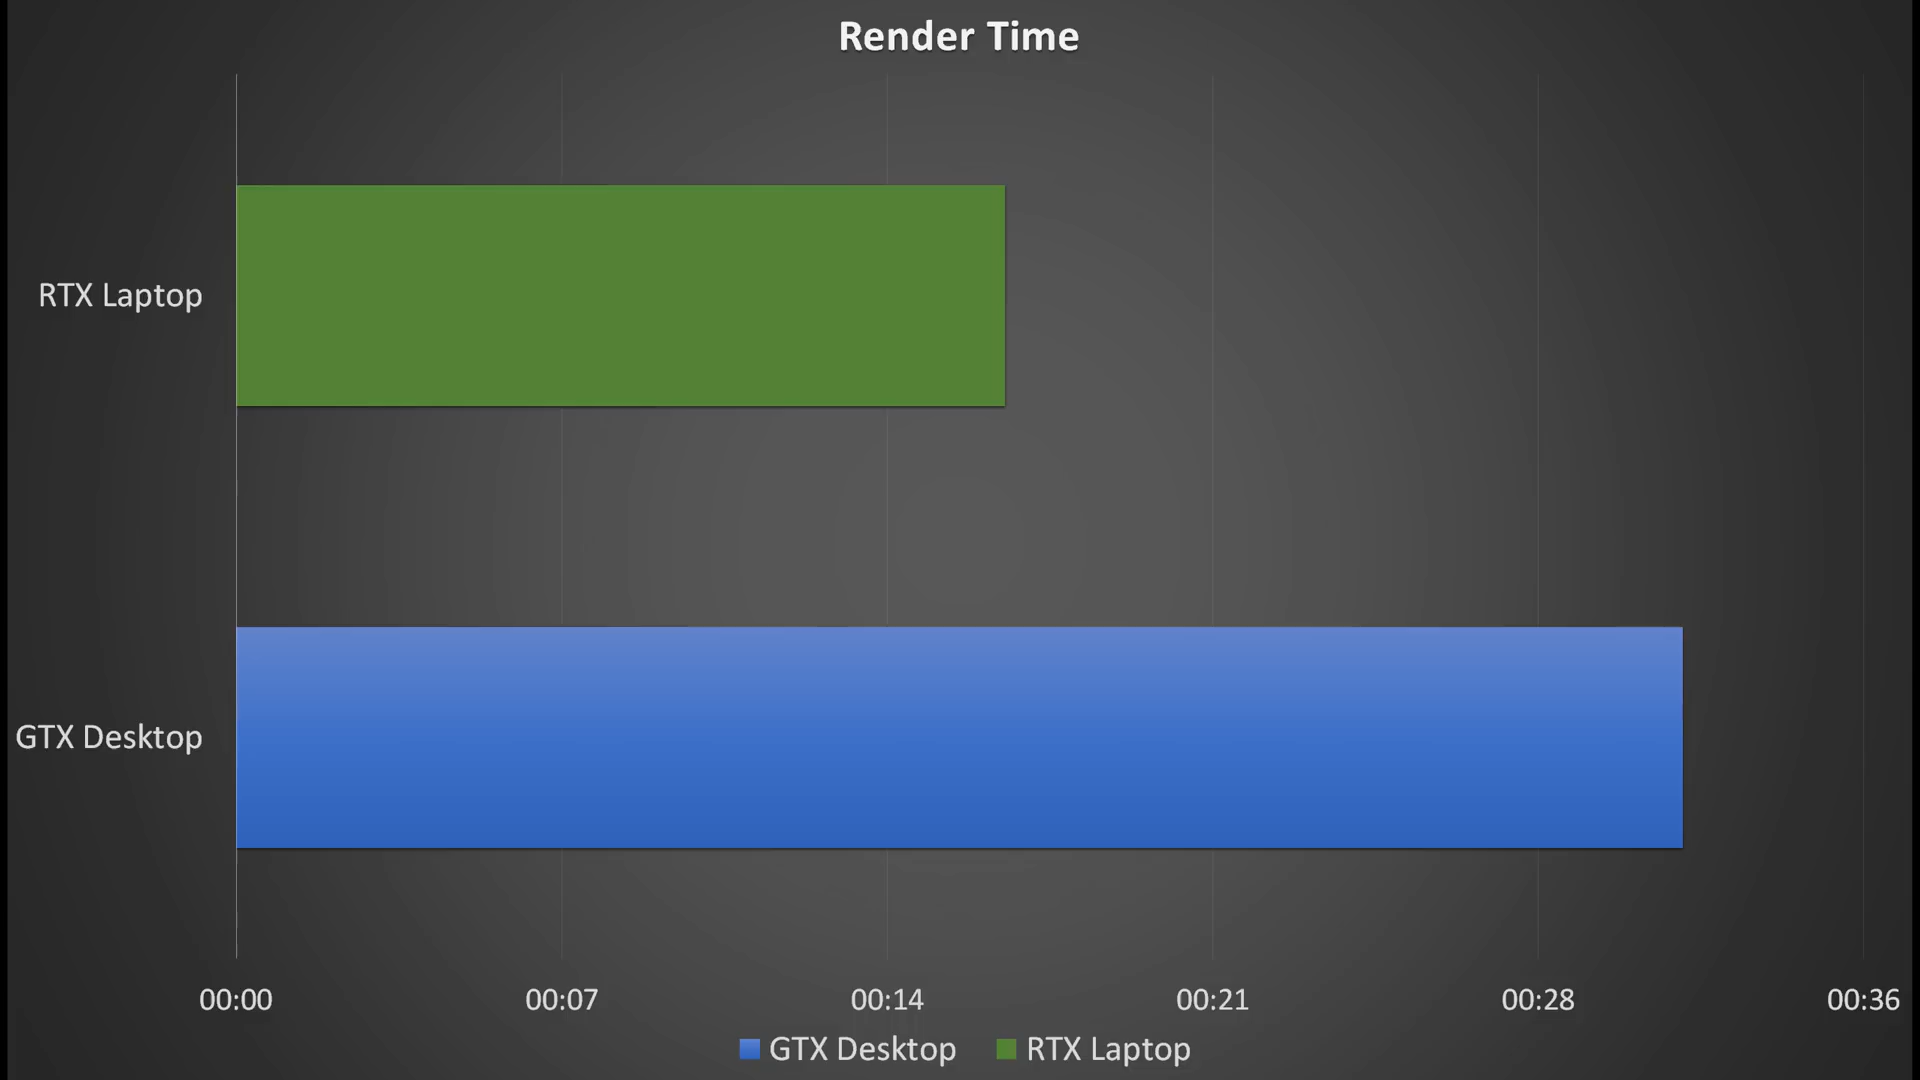 Render Time
RTX Laptop
GTX Desktop
00:00 00:07 00:14 00:21 00:28 00:36
GTX Desktop RTX Laptop